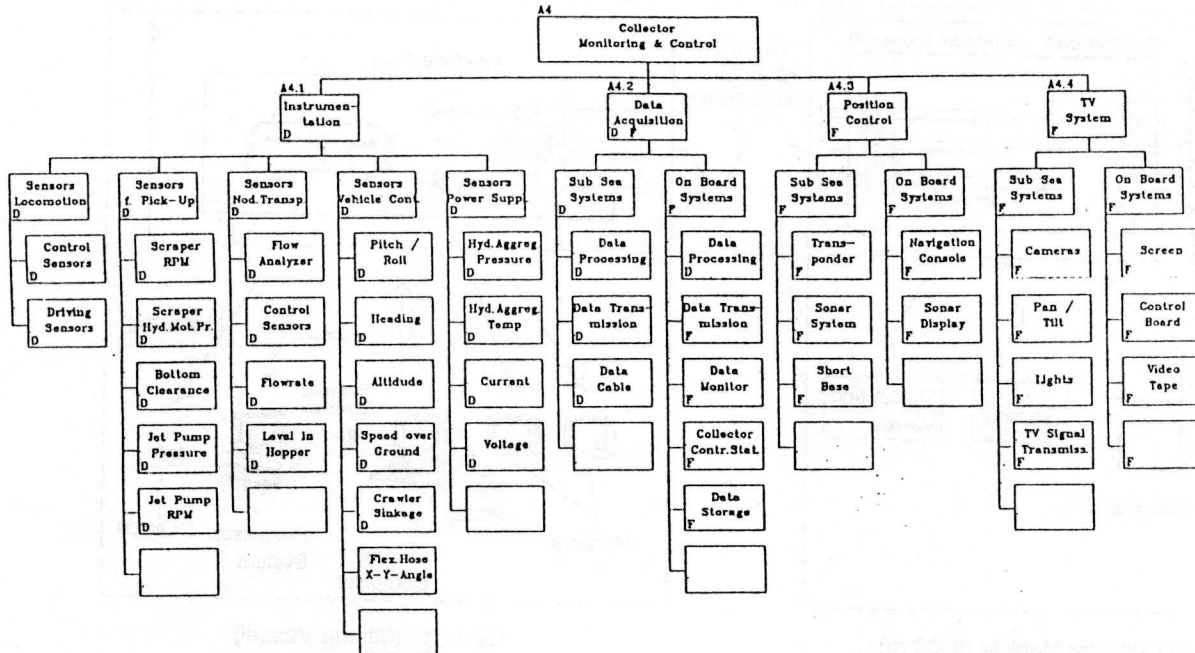 A4
Collector
Monitoring & Control
A4.1
Instrumen-
tation
D
A4.2
Data
Acquisition
D F
A4.3
Position
Control
F
A4.4
TV
System
F
Sensors
Locomotion
D
Control
Sensors
D
Driving
Sensors
D
Sensors
f. Pick-Up
D
Scraper
RPM
D
Scraper
Hyd.Mot.Pr.
D
Bottom
Clearance
D
Jet Pump
Pressure
D
Jet Pump
RPM
D
Sensors
Nod.Transp.
D
Flow
Analyzer
D
Control
Sensors
D
Flowrate
D
Level in
Hopper
D
Sensors
Vehicle Cont.
D
Pitch /
Roll
D
Heading
D
Altidude
D
Speed over
Ground
D
Crawler
Sinkage
D
Flex.Hose
X-Y-Angle
D
Sensors
Power Suppl.
D
Hyd.Aggreg
Pressure
D
Hyd.Aggreg.
Temp
D
Current
D
Voltage
D
Sub Sea
Systems
D
Data
Processing
D
Data Trans-
mission
D
Data
Cable
D
On Board
Systems
F
Data
Processing
D
Data Trans-
mission
F
Data
Monitor
F
Collector
Contr.Stat.
F
Data
Storage
F
Sub Sea
Systems
F
Trans-
ponder
F
Sonar
System
F
Short
Base
F
On Board
Systems
F
Navigation
Console
F
Sonar
Display
F
Sub Sea
Systems
F
Cameras
F
Pan /
Tilt
F
Lights
F
TV Signal
Transmiss.
F
On Board
Systems
F
Screen
F
Control
Board
F
Video
Tape
F
F
System